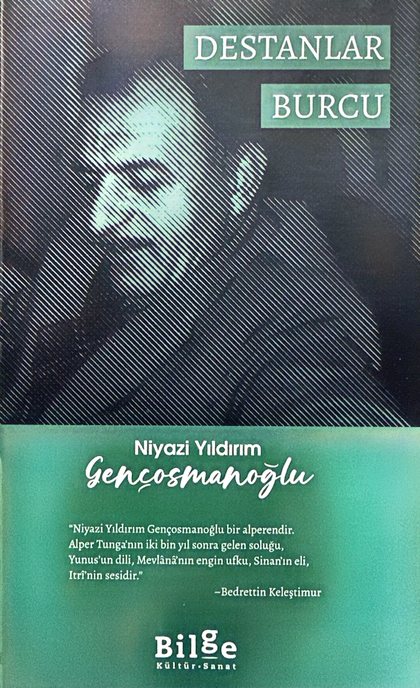 DESTANLAR
BURCU
Niyazi Yıldırım
Gençosmanoğlu
“Niyazi Yıldırım Gençosmanoğlu bir alperendir.
Alper Tunga'nın iki bin yıl sonra gelen soluğu,
Yunus'un dili, Mevlânâ'nın engin ufku, Sinan'ın eli,
Itrî'nin sesidir.”
–Bedrettin Keleştimur
Bilge
Kültür•Sanat